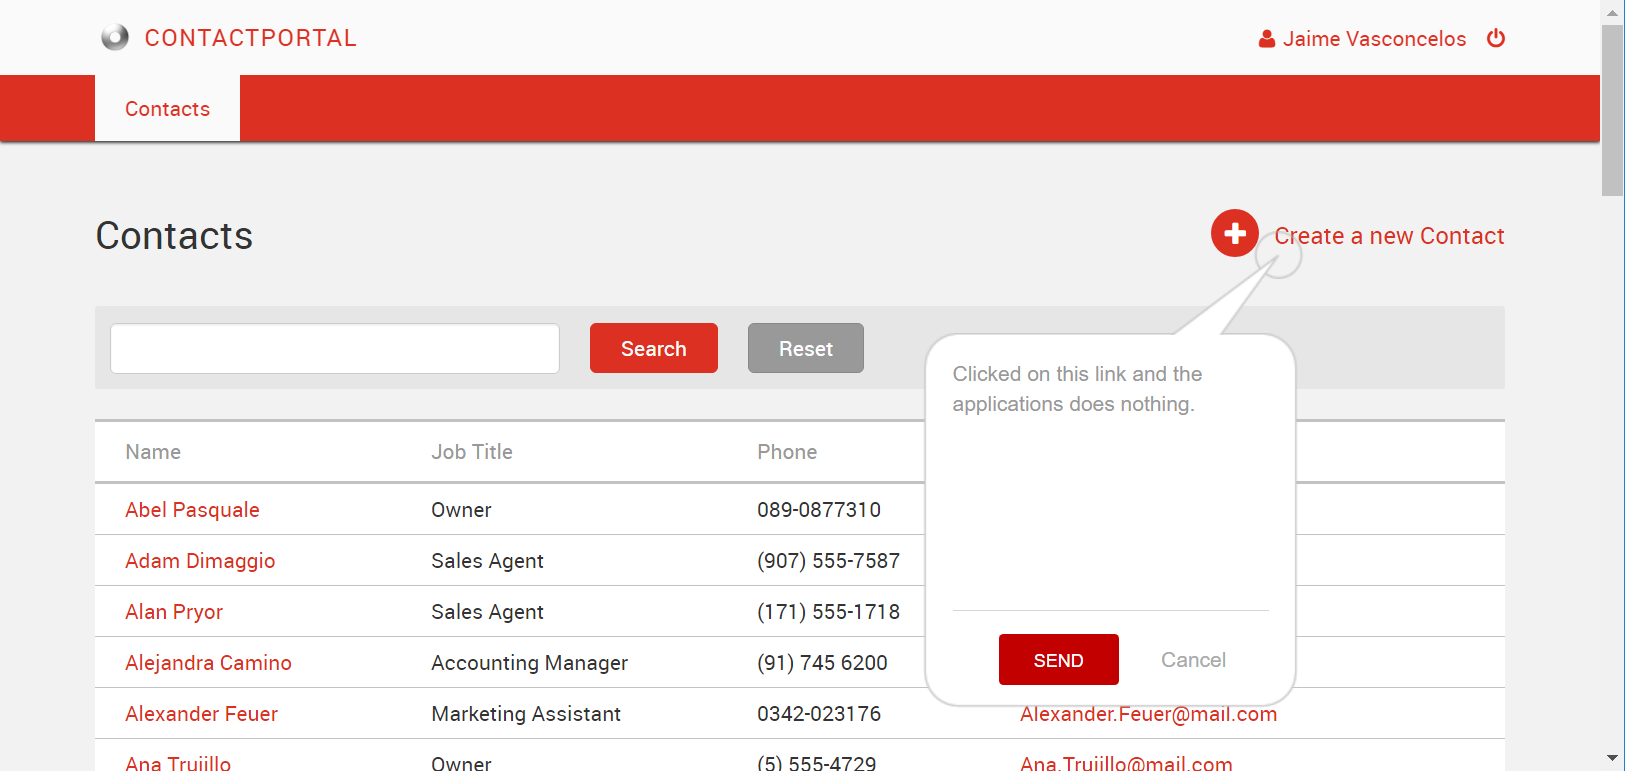 CONTACTPORTAL
Jaime Vasconcelos
Contacts
Contacts
Create a new Contact
Search
Reset
Clicked on this link and the
applications does nothing.
SEND
Cancel
Name Job Title Phone
Abel Pasquale Owner 089-0877310
Adam Dimaggio Sales Agent (907) 555-7587
Alan Pryor Sales Agent (171) 555-1718
Alejandra Camino Accounting Manager (91) 745 6200
Alexander Feuer Marketing Assistant 0342-023176 Alexander.Feuer@mail.com
Ana Trujillo Owner (5) 555-4729 Ana.Trujillo@mail.com